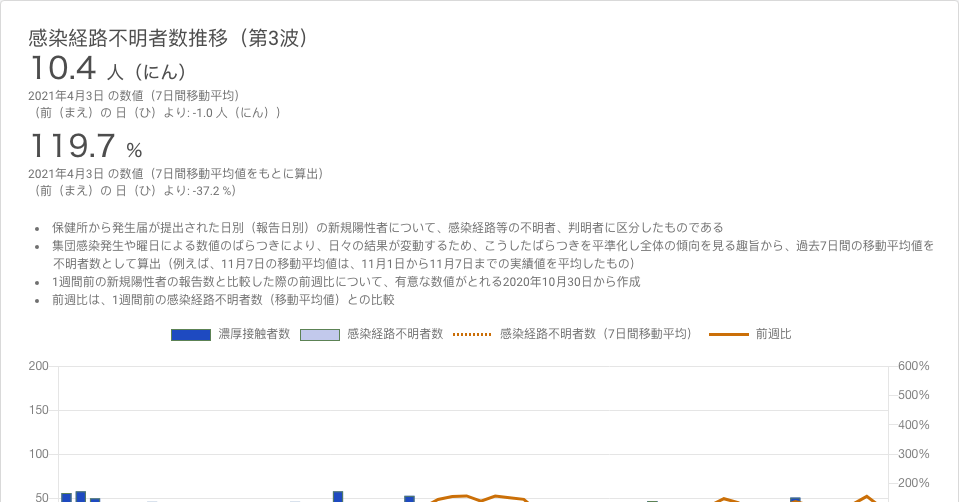 感染経路不明者数推移（第3波）
10.4 人（にん）
2021年4月3日 の数値（7日間移動平均）
（前（まえ）の 日（ひ）より: -1.0 人（にん））
119.7 %
2021年4月3日 の数値（7日間移動平均値をもとに算出）
（前（まえ）の 日（ひ）より: -37.2 %）
• 保健所から発生届が提出された日別（報告日別）の新規陽性者について、感染経路等の不明者、判明者に区分したものである
• 集団感染発生や曜日による数値のばらつきにより、日々の結果が変動するため、こうしたばらつきを平準化し全体の傾向を見る趣旨から、過去7日間の移動平均値を
不明者数として算出（例えば、11月7日の移動平均値は、11月1日から11月7日までの実績値を平均したもの）
• 1週間前の新規陽性者の報告数と比較した際の前週比について、有意な数値がとれる2020年10月30日から作成
• 前週比は、1週間前の感染経路不明者数（移動平均値）との比較
濃厚接触者数 感染経路不明者数 感染経路不明者数（7日間移動平均） 前週比
200 600%
500%
150
400%
100 300%
200%
50